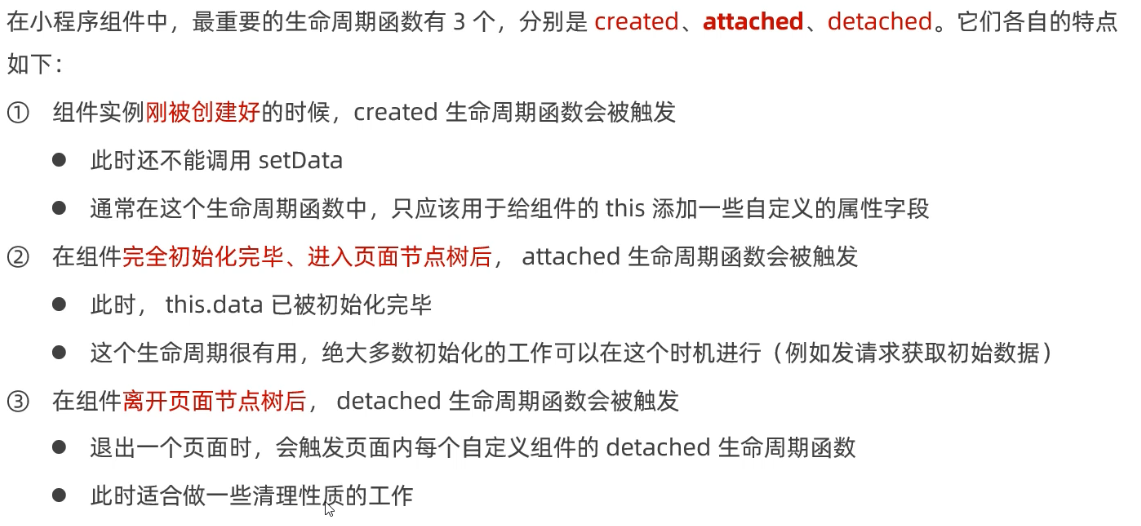 在小程序组件中，最重要的生命周期函数有 3 个，分别是 created、attached、detached。它们各自的特点
如下：
① 组件实例刚被创建好的时候，created 生命周期函数会被触发
● 此时还不能调用 setData
● 通常在这个生命周期函数中，只应该用于给组件的 this 添加一些自定义的属性字段
② 在组件完全初始化完毕、进入页面节点树后， attached 生命周期函数会被触发
● 此时， this.data 已被初始化完毕
● 这个生命周期很有用，绝大多数初始化的工作可以在这个时机进行（例如发请求获取初始数据）
③ 在组件离开页面节点树后， detached 生命周期函数会被触发
● 退出一个页面时，会触发页面内每个自定义组件的 detached 生命周期函数
● 此时适合做一些清理性质的工作